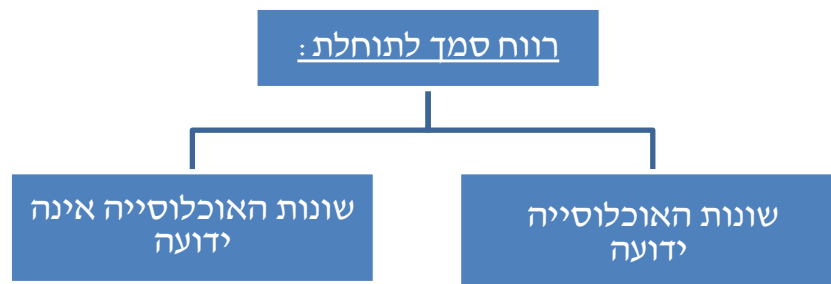 רווח סמך לתוחלת :
שונות האוכלוסייה
ידועה
שונות האוכלוסייה אינה
ידועה